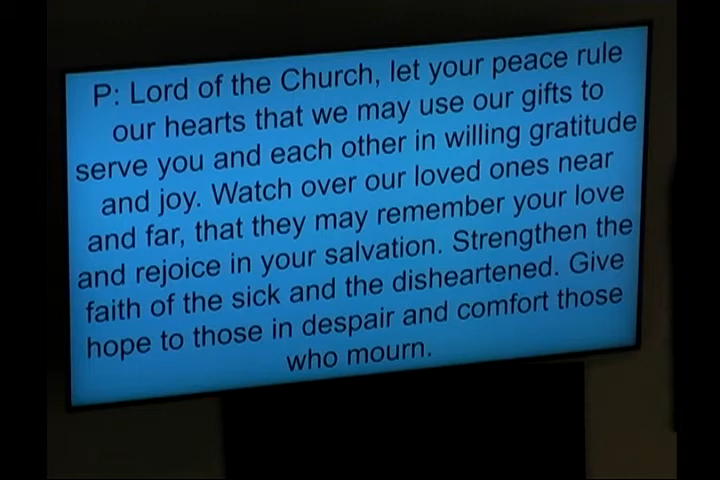 P: Lord of the Church, let your peace rule
our hearts that we may use our gifts to
serve you and each other in willing gratitude
and joy. Watch over our loved ones near
and far, that they may remember your love
and rejoice in your salvation. Strengthen the
faith of the sick and the disheartened. Give
hope to those in despair and comfort those
who mourn.